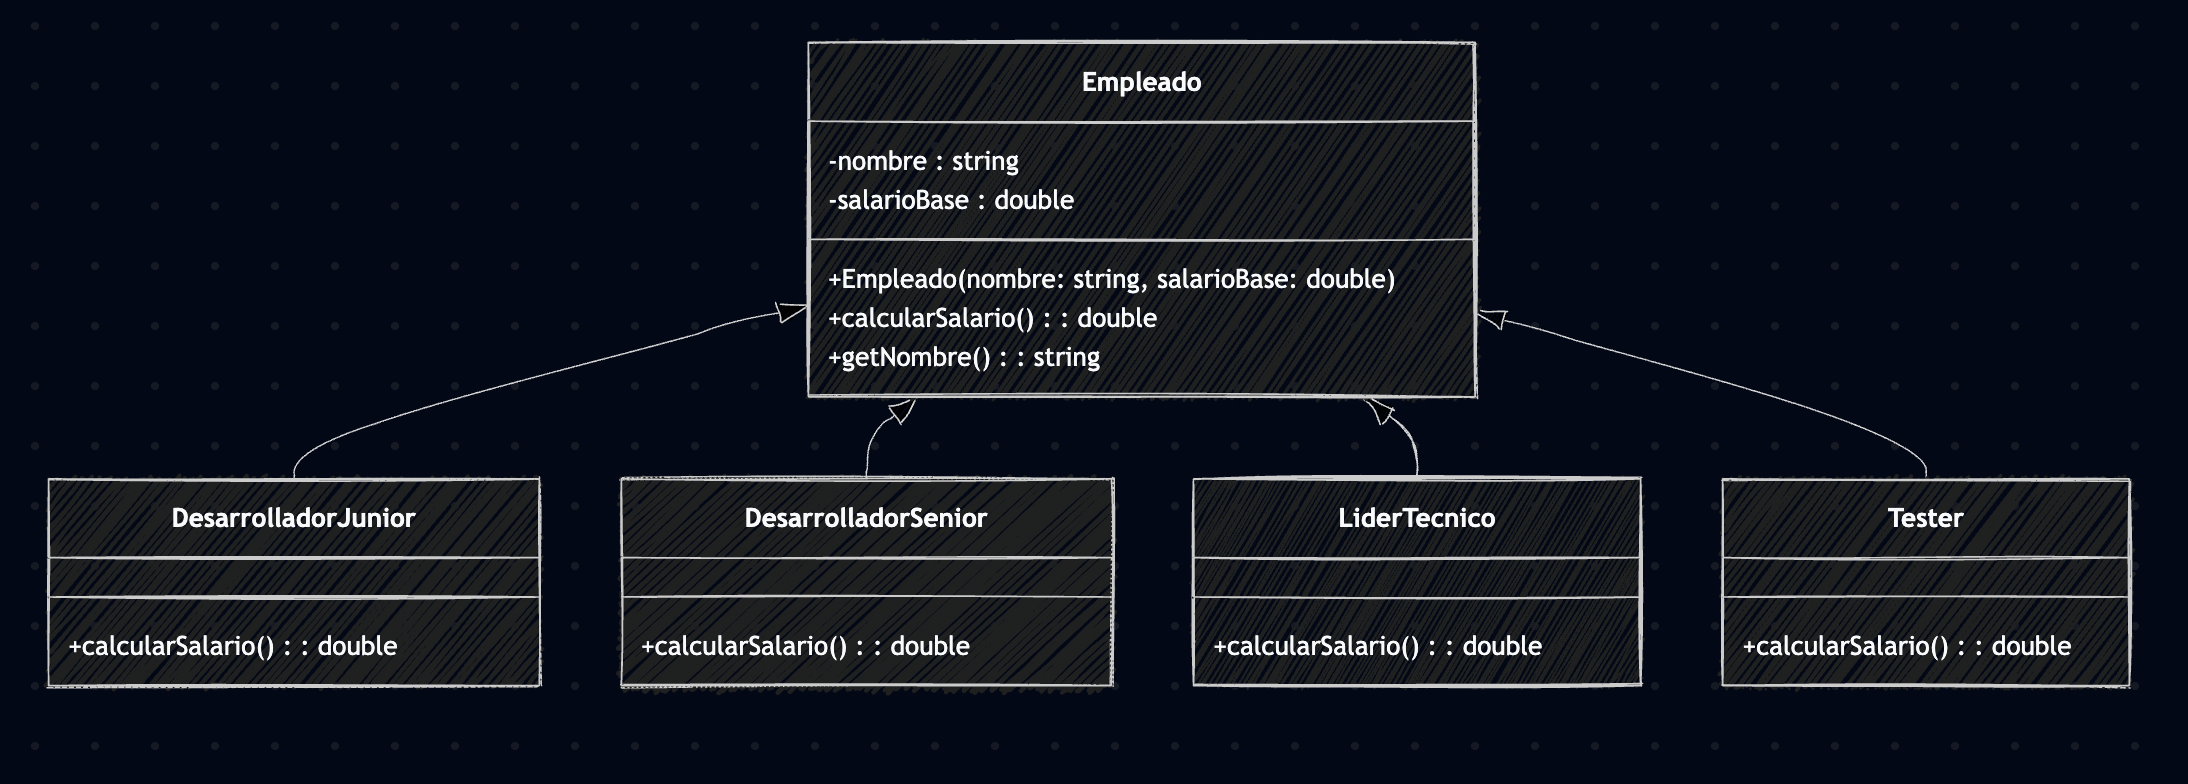 Empleado
-nombre : string
-salarioBase : double
+Empleado(nombre: string, salarioBase: double)
+calcularSalario() : : double
+getNombre() : : string
DesarrolladorJunior
+calcularSalario() : : double
DesarrolladorSenior
+calcularSalario() : : double
LiderTecnico
+calcularSalario() : : double
Tester
+calcularSalario() : : double